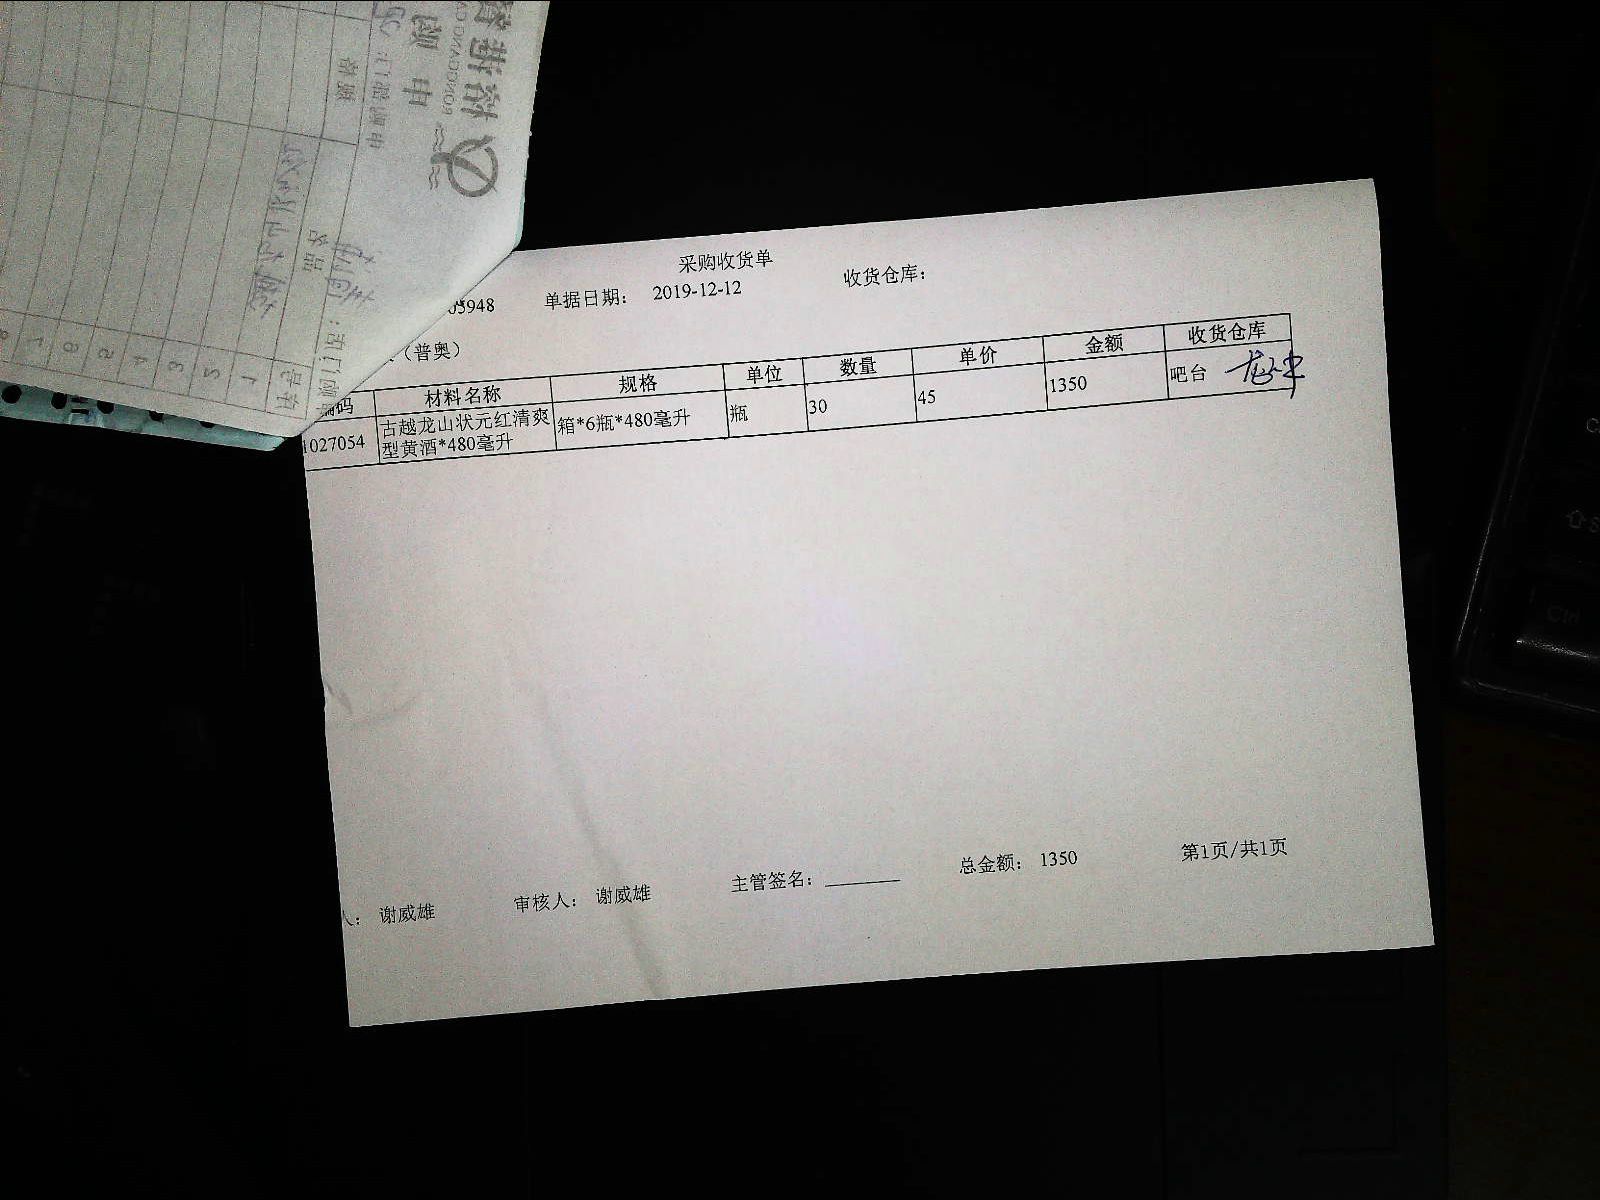 采购收货单
05948 单据日期: 2019-12-12 收货仓库:
(普奥)
编码 材料名称 规格 单位 数量 单价 金额 收货仓库
1027054 古越龙山状元红清爽型黄酒*480毫升 箱*6瓶*480毫升 瓶 30 45 1350 吧台
人: 谢威雄 审核人: 谢威雄 主管签名: 总金额: 1350 第1页/共1页